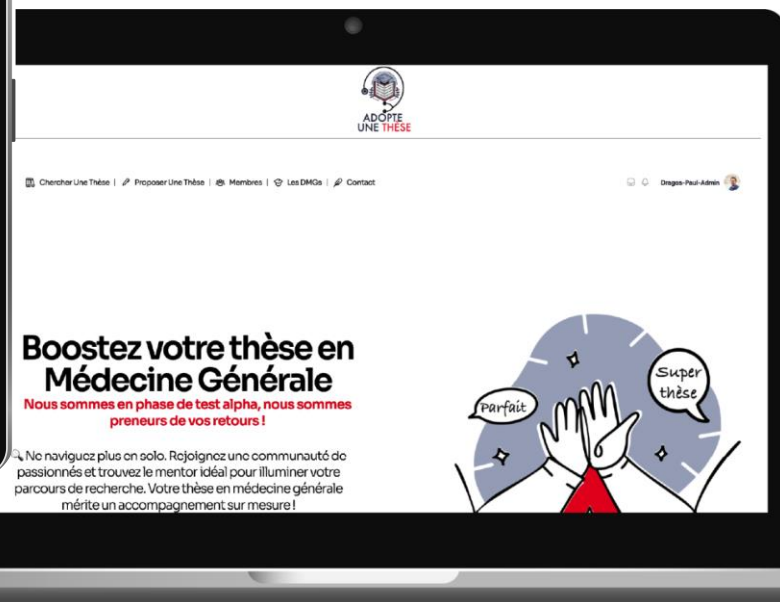 ADOPTE
UNE THÈSE
Chercher Une Thèse | Proposer Une Thèse | Membres | Les DMGs | Contact
Dragos-Paul-Admin
Boostez votre thèse en
Médecine Générale
Nous sommes en phase de test alpha, nous sommes
preneurs de vos retours !
Ne naviguez plus en solo. Rejoignez une communauté de
passionnés et trouvez le mentor idéal pour illuminer votre
parcours de recherche. Votre thèse en médecine générale
mérite un accompagnement sur mesure !
Parfait
Super
thèse